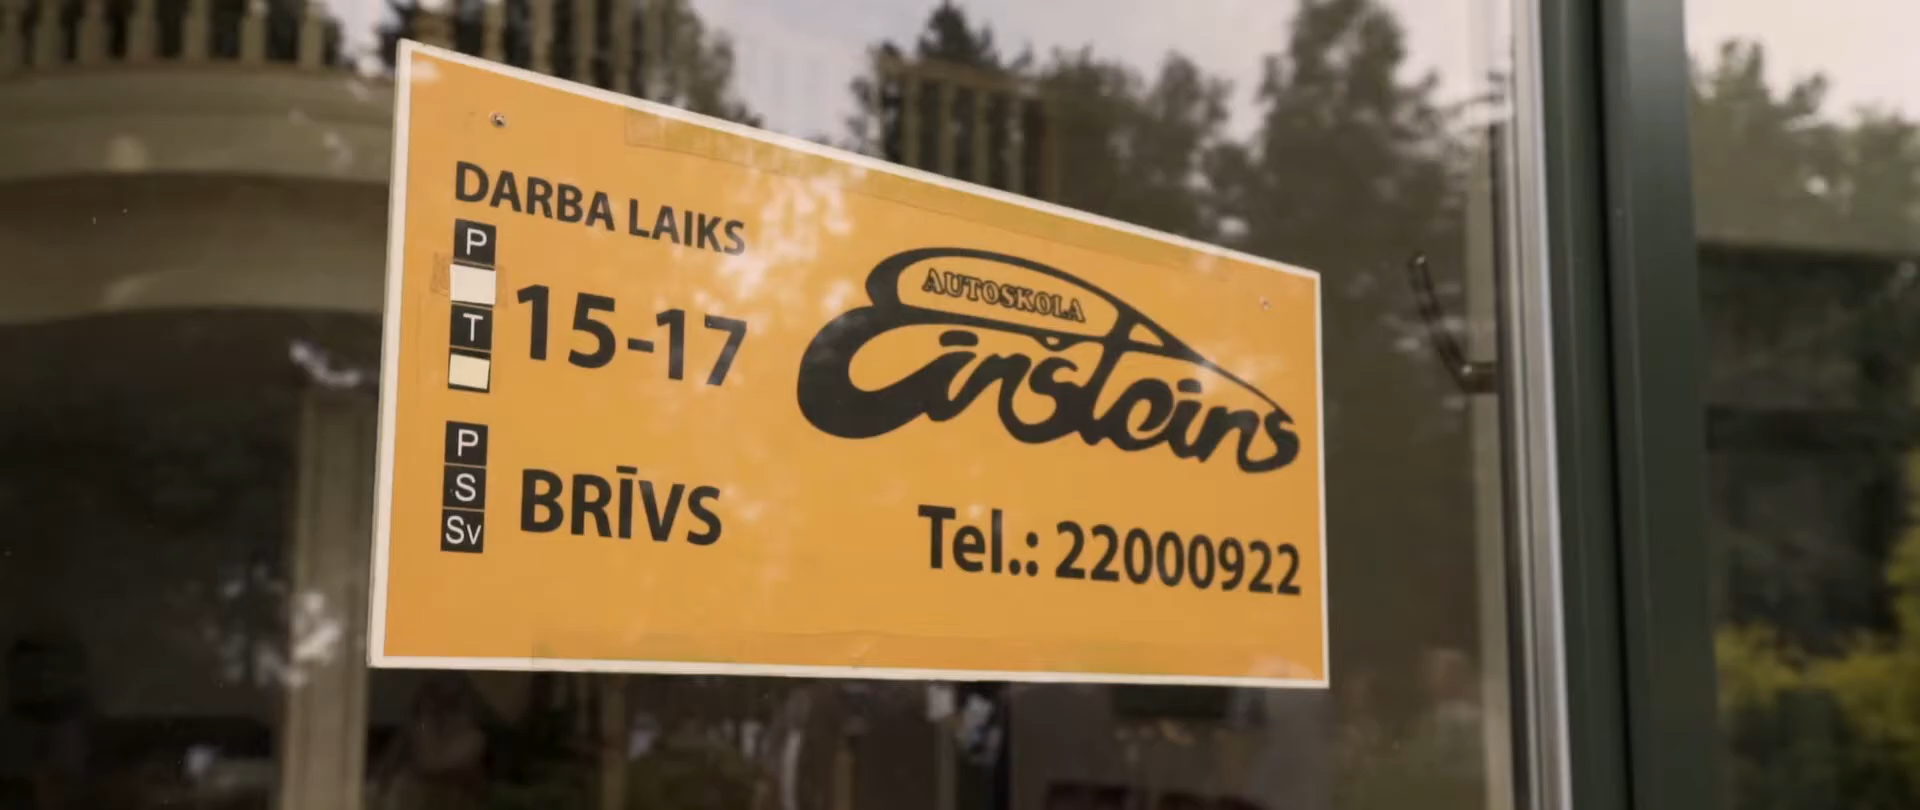 DARBA LAIKS
P
T
15-17
P
S
Sv
BRĪVS
AUTOSKOLA
Einšteins
Tel.: 22000922